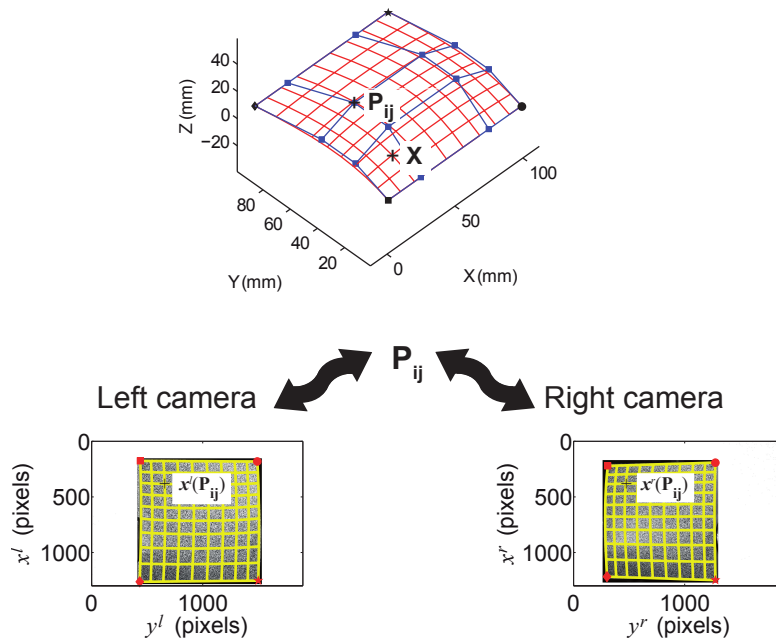 40
20
0
−20
Z (mm)
P_ij
X
80
60
40
20
Y (mm)
0
50
100
X (mm)
P_ij
Left camera
Right camera
0
500
1000
x^l (pixels)
x^l(P_ij)
0
1000
y^l (pixels)
0
500
1000
x^r (pixels)
x^r(P_ij)
0
1000
y^r (pixels)